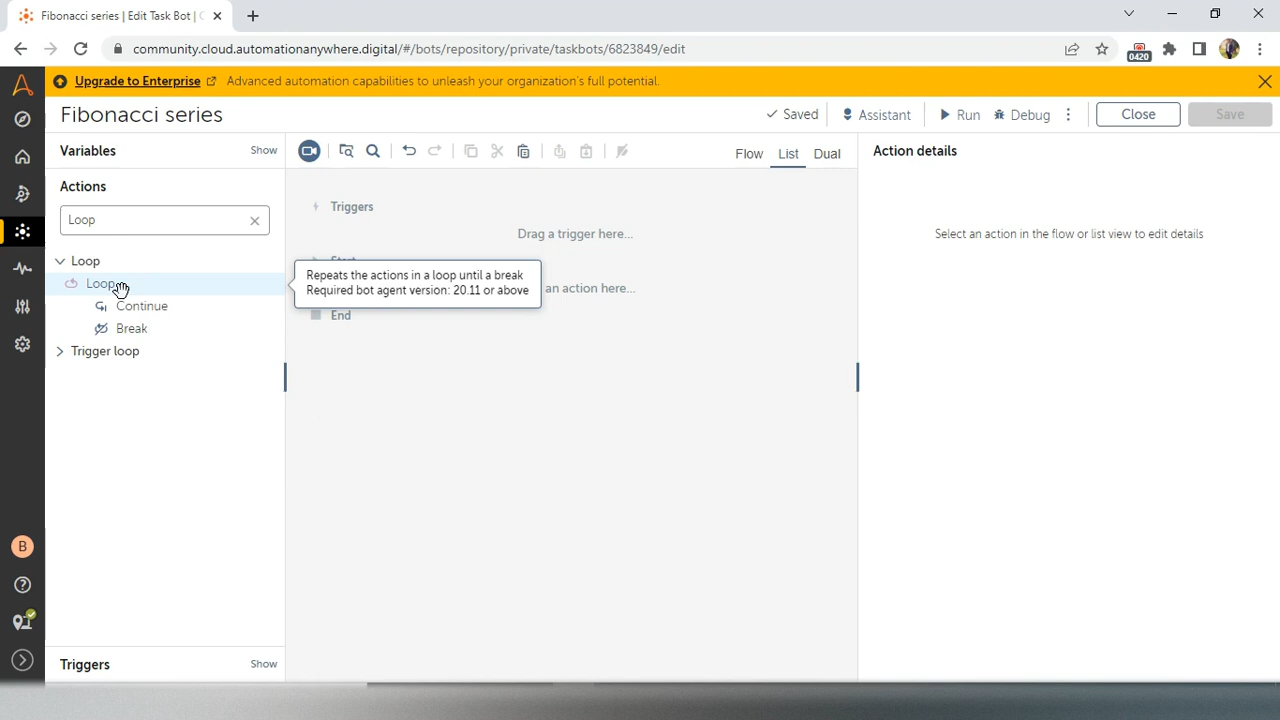 Fibonacci series | Edit Task Bot |
community.cloud.automationanywhere.digital/#/bots/repository/private/taskbots/6823849/edit
0420
Upgrade to Enterprise Advanced automation capabilities to unleash your organization's full potential.
Fibonacci series
Saved Assistant Run Debug Close Save
Variables Show
Flow List Dual
Action details
Actions
Loop
Triggers
Drag a trigger here...
Select an action in the flow or list view to edit details
Loop
Loop
Repeats the actions in a loop until a break
Required bot agent version: 20.11 or above
an action here...
Continue
End
Break
Trigger loop
B
Triggers Show